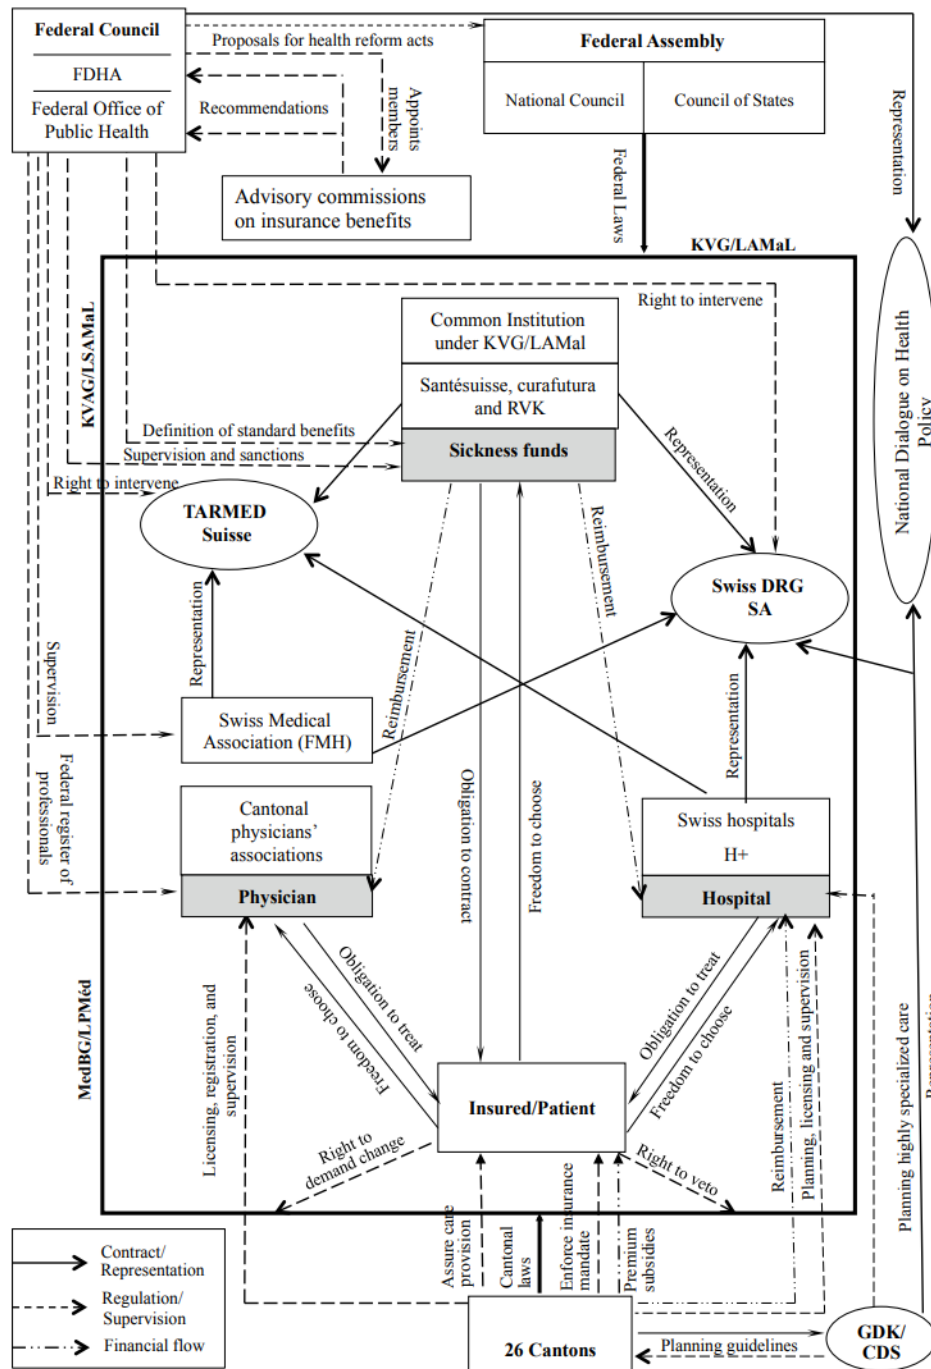 Federal Council
FDHA
Federal Office of
Public Health
Proposals for health reform acts
Recommendations
Appoints
members
Federal Assembly
National Council
Council of States
Representation
Advisory commissions
on insurance benefits
Federal Laws
KVG/LAMaL
KVAG/LSAMaL
Right to intervene
National Dialogue on Health
Policy
Common Institution
under KVG/LAMal
Santésuisse, curafutura
and RVK
Sickness funds
Definition of standard benefits
Supervision and sanctions
Right to intervene
Representation
TARMED
Suisse
Swiss DRG
SA
Reimbursement
Reimbursement
Representation
Supervision
Swiss Medical
Association (FMH)
Representation
Federal register of
professionals
Cantonal
physicians'
associations
Physician
Obligation to contract
Freedom to choose
Swiss hospitals
H+
Hospital
MedBG/LPMéd
Licensing, registration, and
supervision
Obligation to treat
Freedom to choose
Obligation to treat
Freedom to choose
Insured/Patient
Reimbursement
Planning, licensing and supervision
Planning highly specialized care
Representation
Right to
demand change
Right to veto
Assure care
provision
Cantonal
laws
Enforce insurance
mandate
Premium
subsidies
Contract/
Representation
Regulation/
Supervision
Financial flow
26 Cantons
Planning guidelines
GDK/
CDS